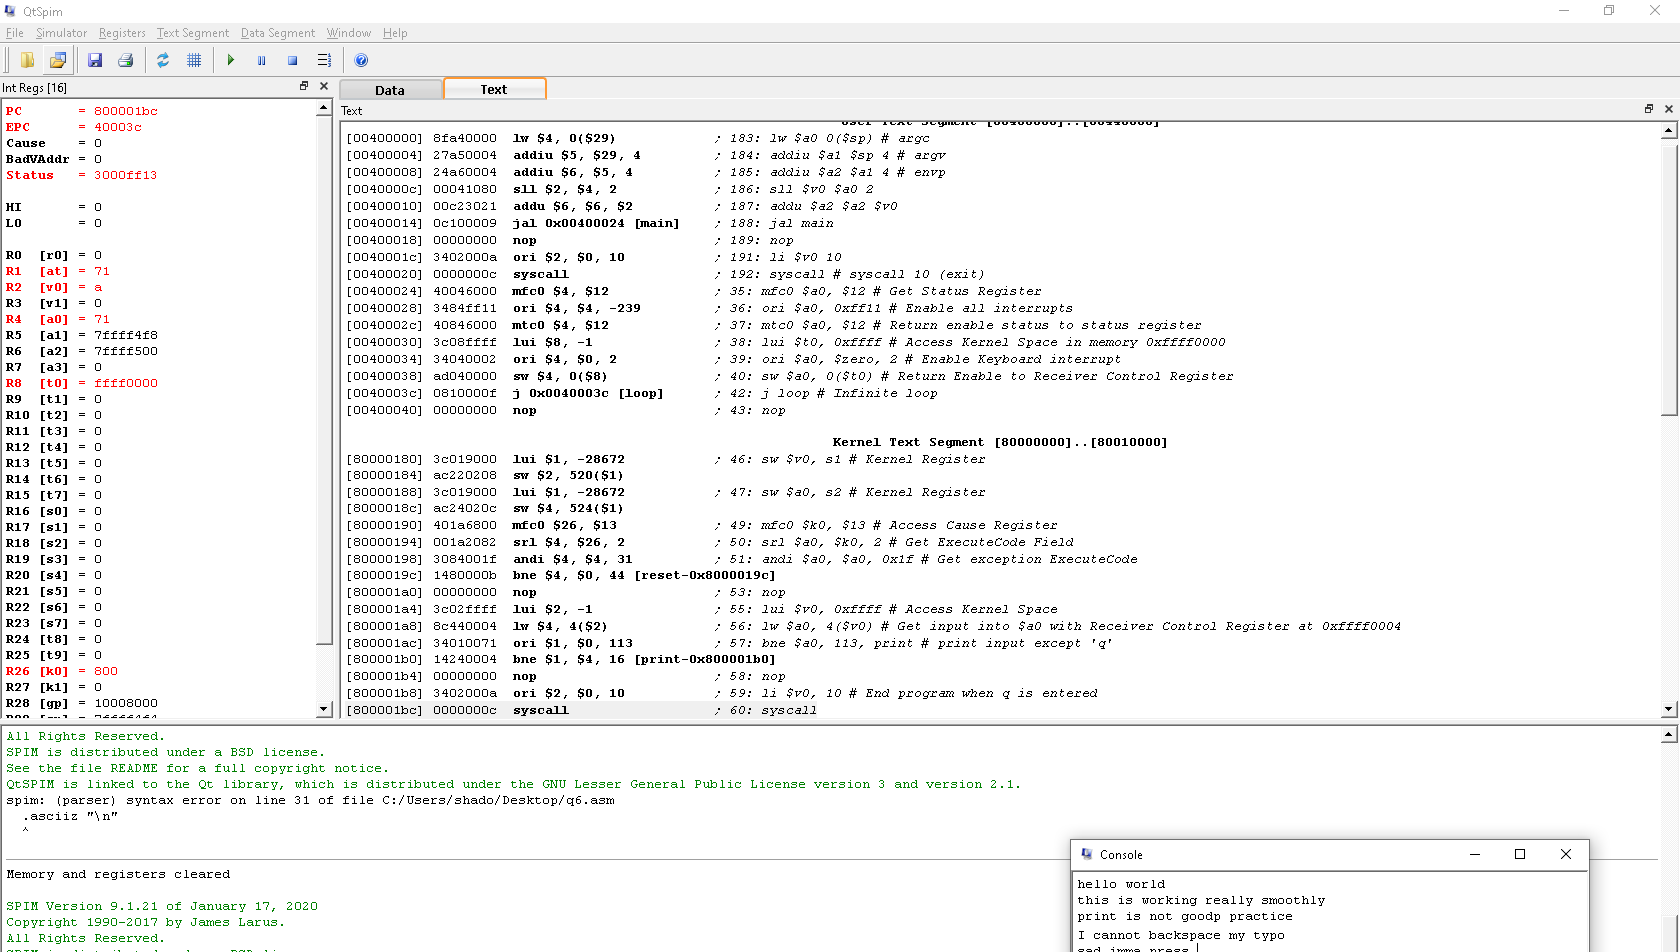 QtSpim
File Simulator Registers Text Segment Data Segment Window Help
Int Regs [16]
PC = 800001bc
EPC = 40003c
Cause = 0
BadVAddr = 0
Status = 3000ff13
HI = 0
LO = 0
R0 [r0] = 0
R1 [at] = 71
R2 [v0] = a
R3 [v1] = 0
R4 [a0] = 71
R5 [a1] = 7ffff4f8
R6 [a2] = 7ffff500
R7 [a3] = 0
R8 [t0] = ffff0000
R9 [t1] = 0
R10 [t2] = 0
R11 [t3] = 0
R12 [t4] = 0
R13 [t5] = 0
R14 [t6] = 0
R15 [t7] = 0
R16 [s0] = 0
R17 [s1] = 0
R18 [s2] = 0
R19 [s3] = 0
R20 [s4] = 0
R21 [s5] = 0
R22 [s6] = 0
R23 [s7] = 0
R24 [t8] = 0
R25 [t9] = 0
R26 [k0] = 800
R27 [k1] = 0
R28 [gp] = 10008000
Data Text
Text
User Text Segment [00400000]..[00440000]
[00400000] 8fa40000 lw $4, 0($29) ; 183: lw $a0 0($sp) # argc
[00400004] 27a50004 addiu $5, $29, 4 ; 184: addiu $a1 $sp 4 # argv
[00400008] 24a60004 addiu $6, $5, 4 ; 185: addiu $a2 $a1 4 # envp
[0040000c] 00041080 sll $2, $4, 2 ; 186: sll $v0 $a0 2
[00400010] 00c23021 addu $6, $6, $2 ; 187: addu $a2 $a2 $v0
[00400014] 0c100009 jal 0x00400024 [main] ; 188: jal main
[00400018] 00000000 nop ; 189: nop
[0040001c] 3402000a ori $2, $0, 10 ; 191: li $v0 10
[00400020] 0000000c syscall ; 192: syscall # syscall 10 (exit)
[00400024] 40046000 mfc0 $4, $12 ; 35: mfc0 $a0, $12 # Get Status Register
[00400028] 3484ff11 ori $4, $4, -239 ; 36: ori $a0, 0xff11 # Enable all interrupts
[0040002c] 40846000 mtc0 $4, $12 ; 37: mtc0 $a0, $12 # Return enable status to status register
[00400030] 3c08ffff lui $8, -1 ; 38: lui $t0, 0xffff # Access Kernel Space in memory 0xffff0000
[00400034] 34040002 ori $4, $0, 2 ; 39: ori $a0, $zero, 2 # Enable Keyboard interrupt
[00400038] ad040000 sw $4, 0($8) ; 40: sw $a0, 0($t0) # Return Enable to Receiver Control Register
[0040003c] 0810000f j 0x0040003c [loop] ; 42: j loop # Infinite loop
[00400040] 00000000 nop ; 43: nop
Kernel Text Segment [80000000]..[80010000]
[80000180] 3c019000 lui $1, -28672 ; 46: sw $v0, s1 # Kernel Register
[80000184] ac220208 sw $2, 520($1)
[80000188] 3c019000 lui $1, -28672 ; 47: sw $a0, s2 # Kernel Register
[8000018c] ac24020c sw $4, 524($1)
[80000190] 401a6800 mfc0 $26, $13 ; 49: mfc0 $k0, $13 # Access Cause Register
[80000194] 001a2082 srl $4, $26, 2 ; 50: srl $a0, $k0, 2 # Get ExecuteCode Field
[80000198] 3084001f andi $4, $4, 31 ; 51: andi $a0, $a0, 0x1f # Get exception ExecuteCode
[8000019c] 1480000b bne $4, $0, 44 [reset-0x8000019c]
[800001a0] 00000000 nop ; 53: nop
[800001a4] 3c02ffff lui $2, -1 ; 55: lui $v0, 0xffff # Access Kernel Space
[800001a8] 8c440004 lw $4, 4($2) ; 56: lw $a0, 4($v0) # Get input into $a0 with Receiver Control Register at 0xffff0004
[800001ac] 34010071 ori $1, $0, 113 ; 57: bne $a0, 113, print # print input except 'q'
[800001b0] 14240004 bne $1, $4, 16 [print-0x800001b0]
[800001b4] 00000000 nop ; 58: nop
[800001b8] 3402000a ori $2, $0, 10 ; 59: li $v0, 10 # End program when q is entered
[800001bc] 0000000c syscall ; 60: syscall
All Rights Reserved.
SPIM is distributed under a BSD license.
See the file README for a full copyright notice.
QtSPIM is linked to the Qt library, which is distributed under the GNU Lesser General Public License version 3 and version 2.1.
spim: (parser) syntax error on line 31 of file C:/Users/shado/Desktop/q6.asm
.asciiz "\n"
^
Memory and registers cleared
SPIM Version 9.1.21 of January 17, 2020
Copyright 1990-2017 by James Larus.
All Rights Reserved.
Console
hello world
this is working really smoothly
print is not goodp practice
I cannot backspace my typo
sad imma press